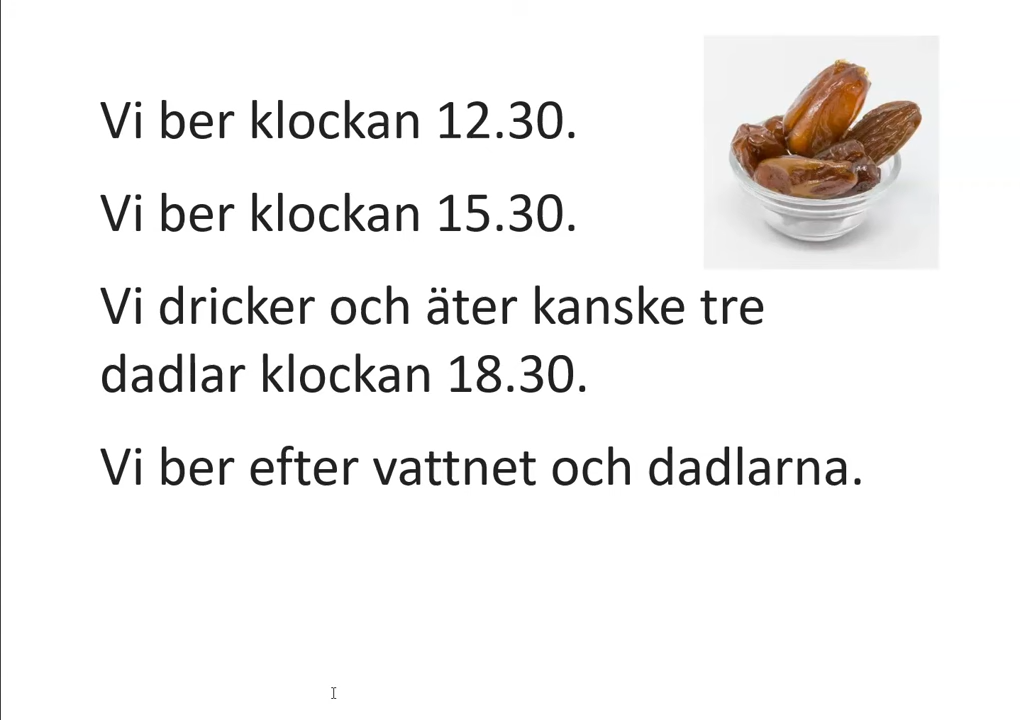 Vi ber klockan 12.30.
Vi ber klockan 15.30.
Vi dricker och äter kanske tre
dadlar klockan 18.30.
Vi ber efter vattnet och dadlarna.